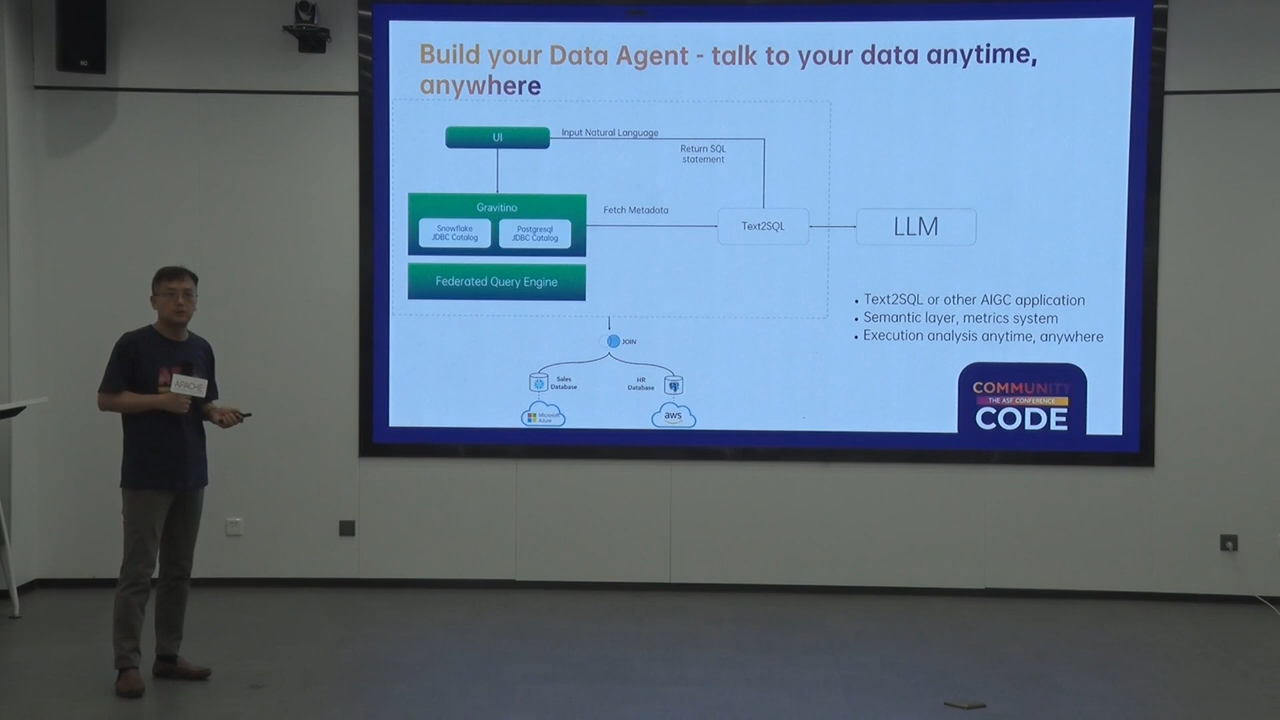 Build your Data Agent - talk to your data anytime,
anywhere
UI
Input Natural Language
Return SQL
statement
Gravitino
Snowflake
JDBC Catalog
Postgresql
JDBC Catalog
Fetch Metadata
Text2SQL
LLM
Federated Query Engine
• Text2SQL or other AIGC application
• Semantic layer, metrics system
• Execution analysis anytime, anywhere
JOIN
Sales
Database
HR
Database
Microsoft
Azure
aws
COMMUNITY
THE ASF CONFERENCE
CODE
APACHE